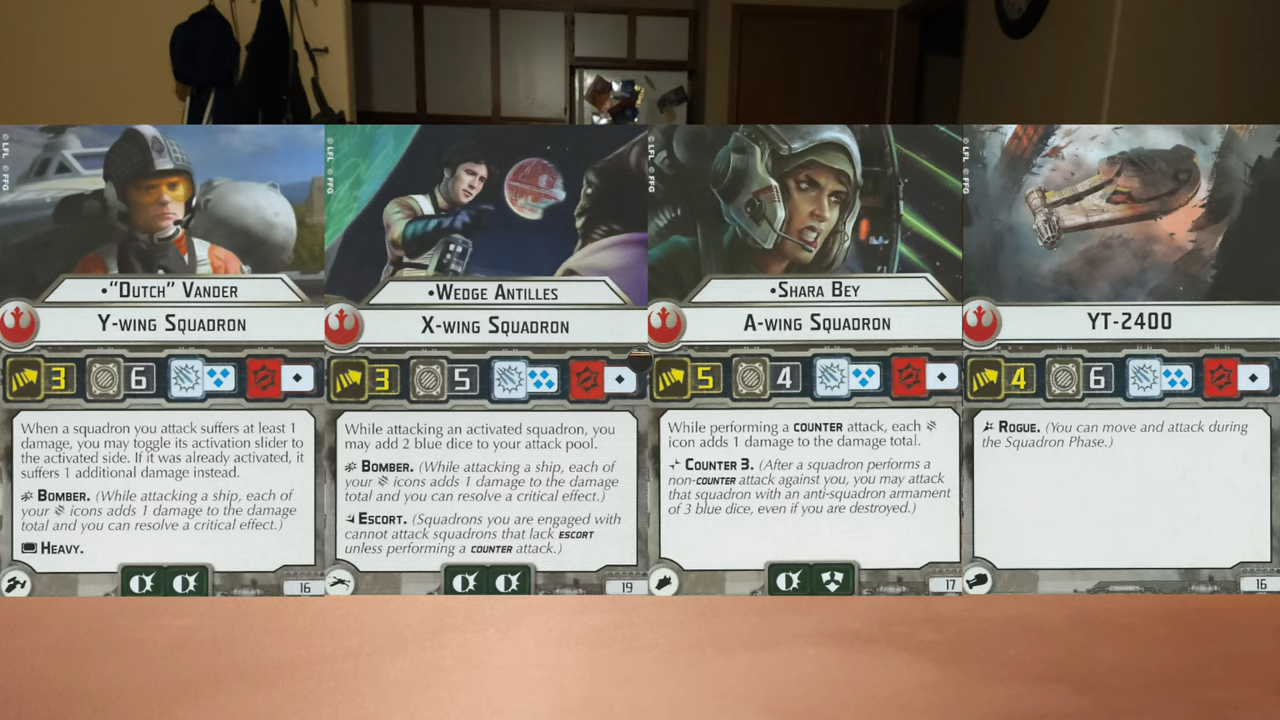 © LFL © FFG
•"Dutch" Vander
Y-wing Squadron
3 6
When a squadron you attack suffers at least 1
damage, you may toggle its activation slider to
the activated side. If it was already activated, it
suffers 1 additional damage instead.
Bomber. (While attacking a ship, each of
your icons adds 1 damage to the damage
total and you can resolve a critical effect.)
Heavy.
16
© LFL © FFG
•Wedge Antilles
X-wing Squadron
3 5
While attacking an activated squadron, you
may add 2 blue dice to your attack pool.
Bomber. (While attacking a ship, each of
your icons adds 1 damage to the damage
total and you can resolve a critical effect.)
Escort. (Squadrons you are engaged with
cannot attack squadrons that lack escort
unless performing a counter attack.)
19
© LFL © FFG
•Shara Bey
A-wing Squadron
5 4
While performing a counter attack, each
icon adds 1 damage to the damage total.
Counter 3. (After a squadron performs a
non-counter attack against you, you may attack
that squadron with an anti-squadron armament
of 3 blue dice, even if you are destroyed.)
17
© LFL © FFG
YT-2400
4 6
Rogue. (You can move and attack during
the Squadron Phase.)
16